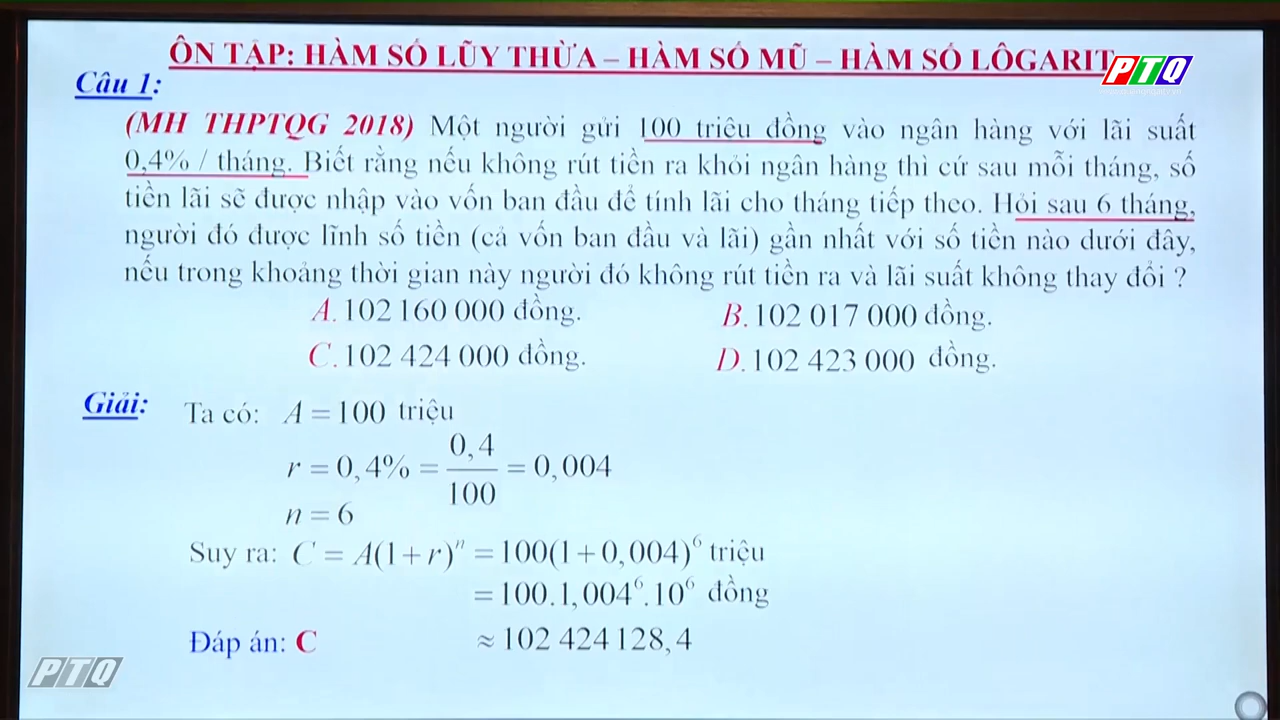 ÔN TẬP: HÀM SỐ LŨY THỪA – HÀM SỐ MŨ – HÀM SỐ LÔGARIT
PTQ
Câu 1:
(MH THPTQG 2018) Một người gửi 100 triệu đồng vào ngân hàng với lãi suất
0,4% / tháng. Biết rằng nếu không rút tiền ra khỏi ngân hàng thì cứ sau mỗi tháng, số
tiền lãi sẽ được nhập vào vốn ban đầu để tính lãi cho tháng tiếp theo. Hỏi sau 6 tháng,
người đó được lĩnh số tiền (cả vốn ban đầu và lãi) gần nhất với số tiền nào dưới đây,
nếu trong khoảng thời gian này người đó không rút tiền ra và lãi suất không thay đổi ?
A. 102 160 000 đồng. B. 102 017 000 đồng.
C. 102 424 000 đồng. D. 102 423 000 đồng.
Giải: Ta có: A = 100 triệu
r = 0,4% = 0,4/100 = 0,004
n = 6
Suy ra: C = A(1+r)ⁿ = 100(1+0,004)⁶ triệu
= 100.1,004⁶.10⁶ đồng
Đáp án: C ≈ 102 424 128,4
PTQ